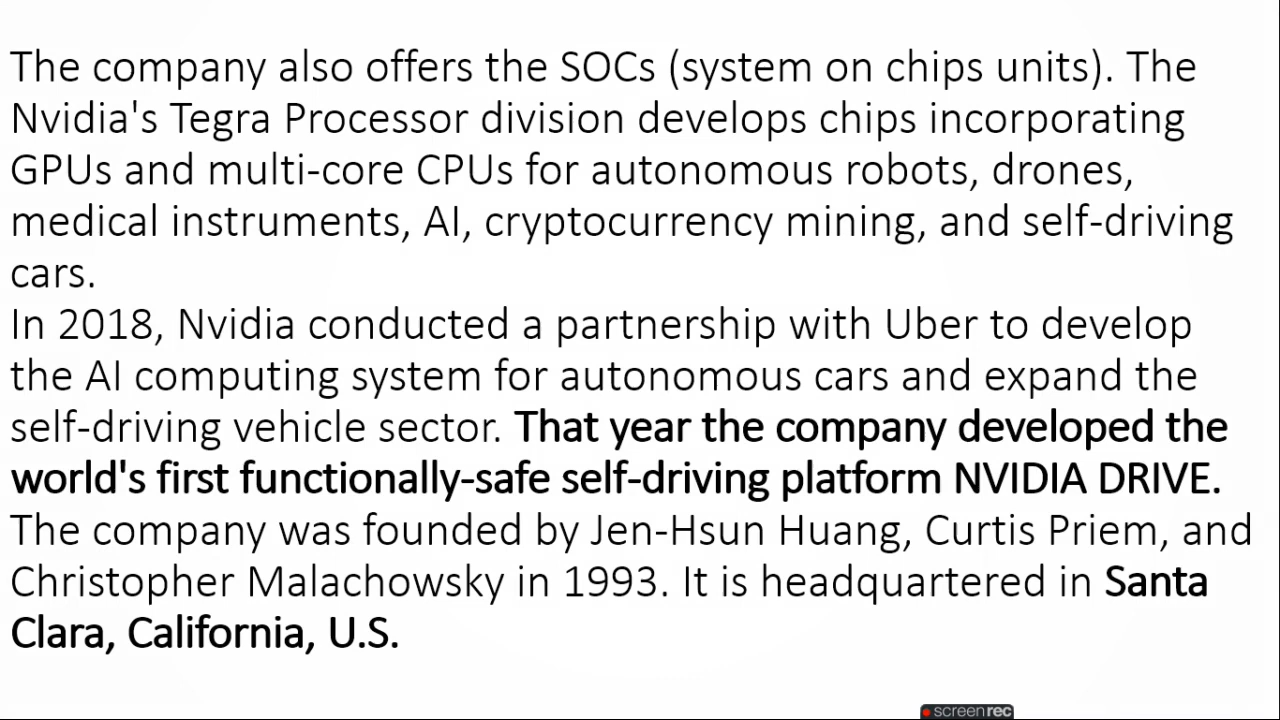 The company also offers the SOCs (system on chips units). The
Nvidia's Tegra Processor division develops chips incorporating
GPUs and multi-core CPUs for autonomous robots, drones,
medical instruments, AI, cryptocurrency mining, and self-driving
cars.
In 2018, Nvidia conducted a partnership with Uber to develop
the AI computing system for autonomous cars and expand the
self-driving vehicle sector. That year the company developed the
world's first functionally-safe self-driving platform NVIDIA DRIVE.
The company was founded by Jen-Hsun Huang, Curtis Priem, and
Christopher Malachowsky in 1993. It is headquartered in Santa
Clara, California, U.S.
screenrec